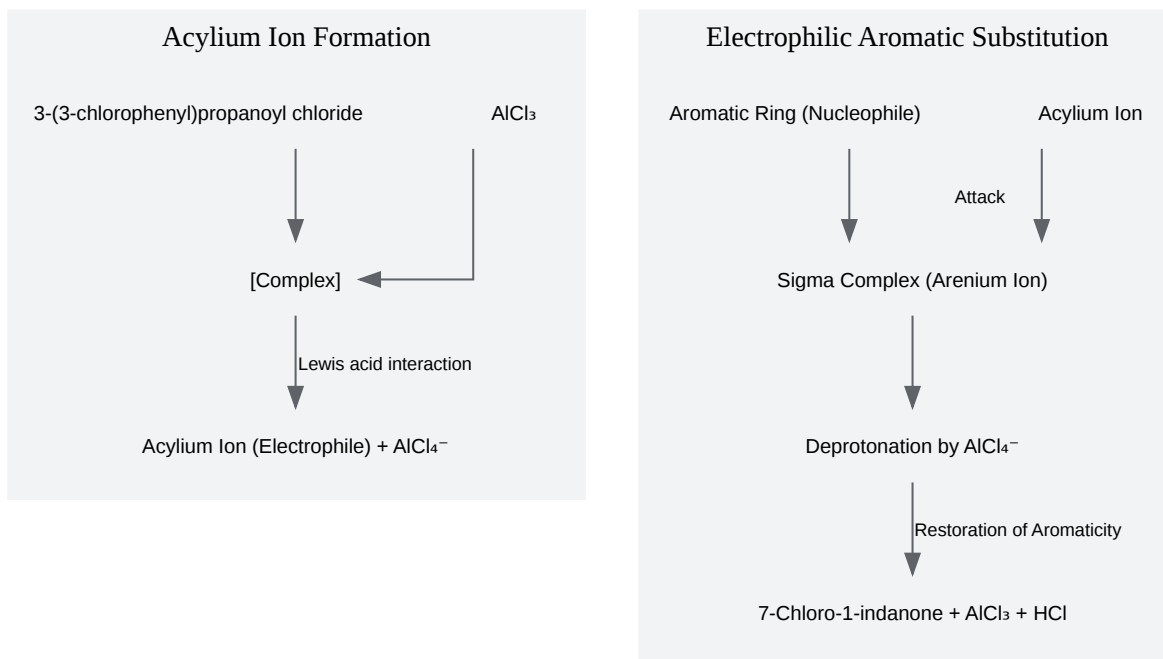 Acylium Ion Formation
3-(3-chlorophenyl)propanoyl chloride
AlCl₃
[Complex]
Lewis acid interaction
Acylium Ion (Electrophile) + AlCl₄⁻
Electrophilic Aromatic Substitution
Aromatic Ring (Nucleophile)
Acylium Ion
Attack
Sigma Complex (Arenium Ion)
Deprotonation by AlCl₄⁻
Restoration of Aromaticity
7-Chloro-1-indanone + AlCl₃ + HCl